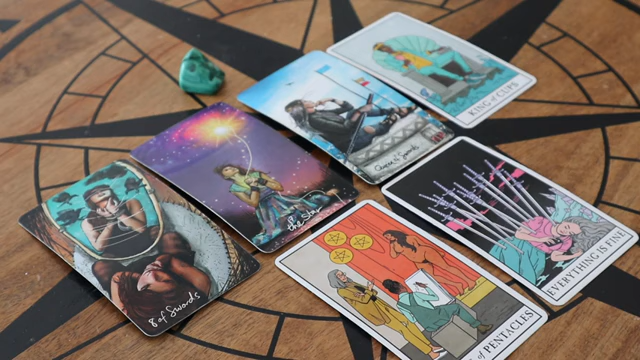 KING of CUPS
Queen of Swords
the Star
8 of Swords
EVERYTHING IS FINE
of PENTACLES